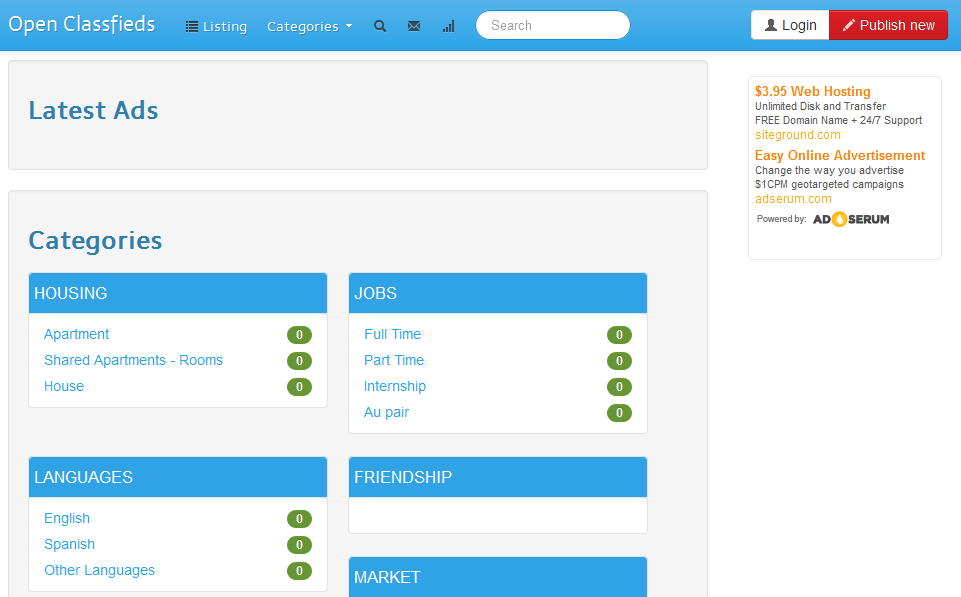 Open Classfieds Listing Categories Search Login Publish new
Latest Ads
$3.95 Web Hosting
Unlimited Disk and Transfer
FREE Domain Name + 24/7 Support
siteground.com
Easy Online Advertisement
Change the way you advertise
$1CPM geotargeted campaigns
adserum.com
Powered by: ADSERUM
Categories
HOUSING
Apartment 0
Shared Apartments - Rooms 0
House 0
JOBS
Full Time 0
Part Time 0
Internship 0
Au pair 0
LANGUAGES
English 0
Spanish 0
Other Languages 0
FRIENDSHIP
MARKET